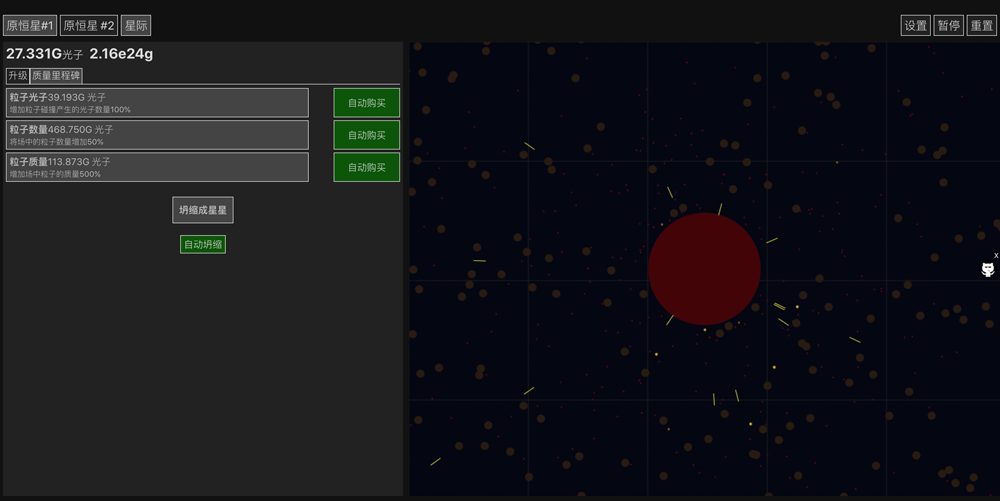 原恒星#1 原恒星 #2 星际 设置 暂停 重置
27.331G光子 2.16e24g
升级 质量里程碑
粒子光子39.193G 光子
增加粒子碰撞产生的光子数量100%
自动购买
粒子数量468.750G 光子
将场中的粒子数量增加50%
自动购买
粒子质量113.873G 光子
增加场中粒子的质量500%
自动购买
坍缩成星星
自动坍缩
x